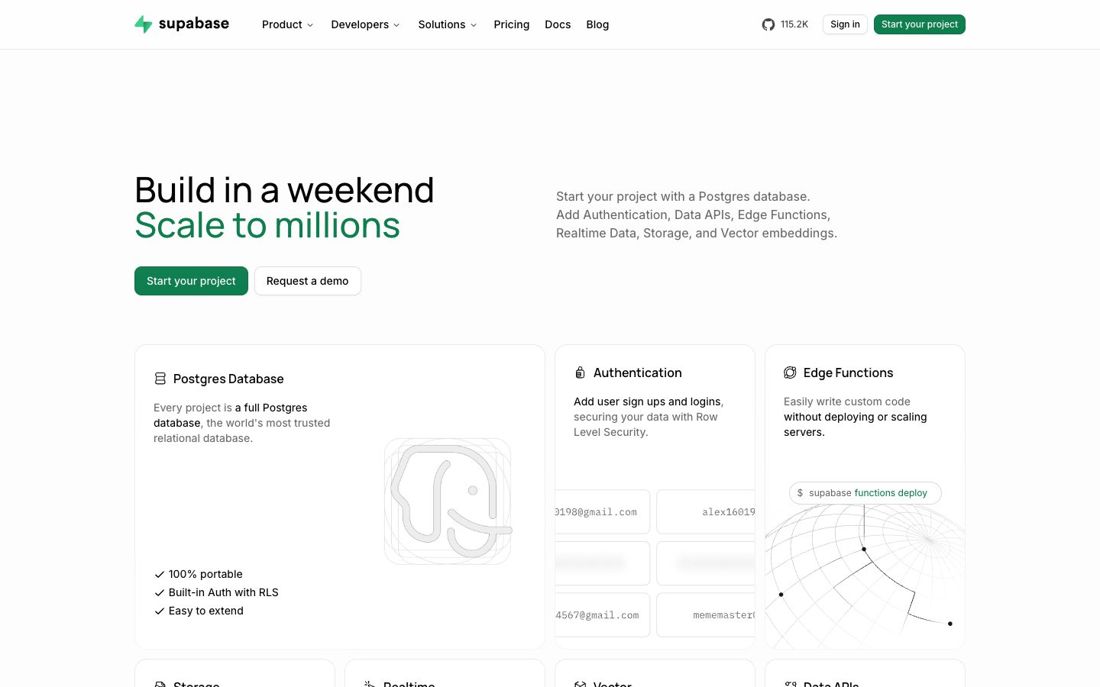 supabase
Product
Developers
Solutions
Pricing
Docs
Blog
115.2K
Sign in
Start your project
Build in a weekend
Scale to millions
Start your project with a Postgres database.
Add Authentication, Data APIs, Edge Functions,
Realtime Data, Storage, and Vector embeddings.
Start your project
Request a demo
Postgres Database
Every project is a full Postgres
database, the world's most trusted
relational database.
100% portable
Built-in Auth with RLS
Easy to extend
Authentication
Add user sign ups and logins,
securing your data with Row
Level Security.
0198@gmail.com
alex16019
4567@gmail.com
mememaster
Edge Functions
Easily write custom code
without deploying or scaling
servers.
$ supabase functions deploy
Storage
Realtime
Vector
Data APIs